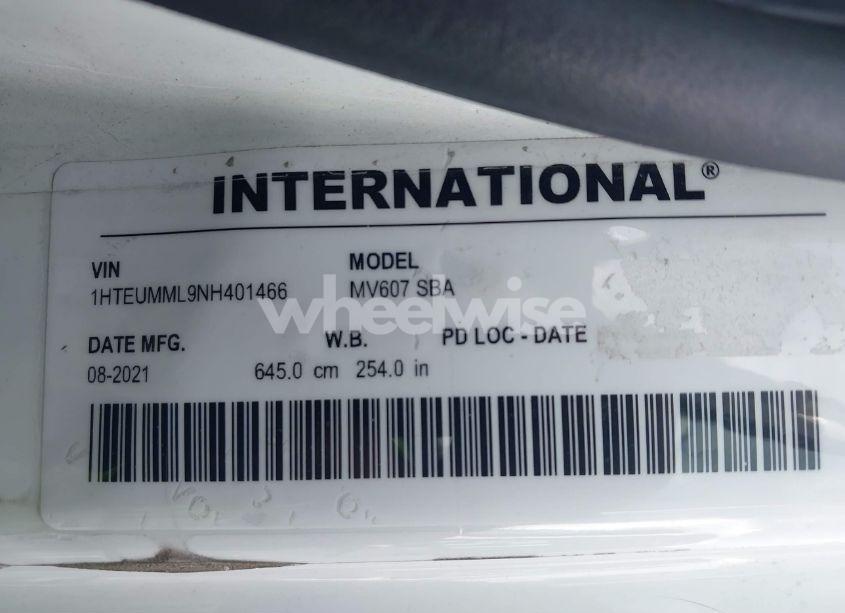 INTERNATIONAL®
VIN MODEL
1HTEUMML9NH401466 MV607 SBA
wheelwise
DATE MFG. W.B. PD LOC - DATE
08-2021 645.0 cm 254.0 in